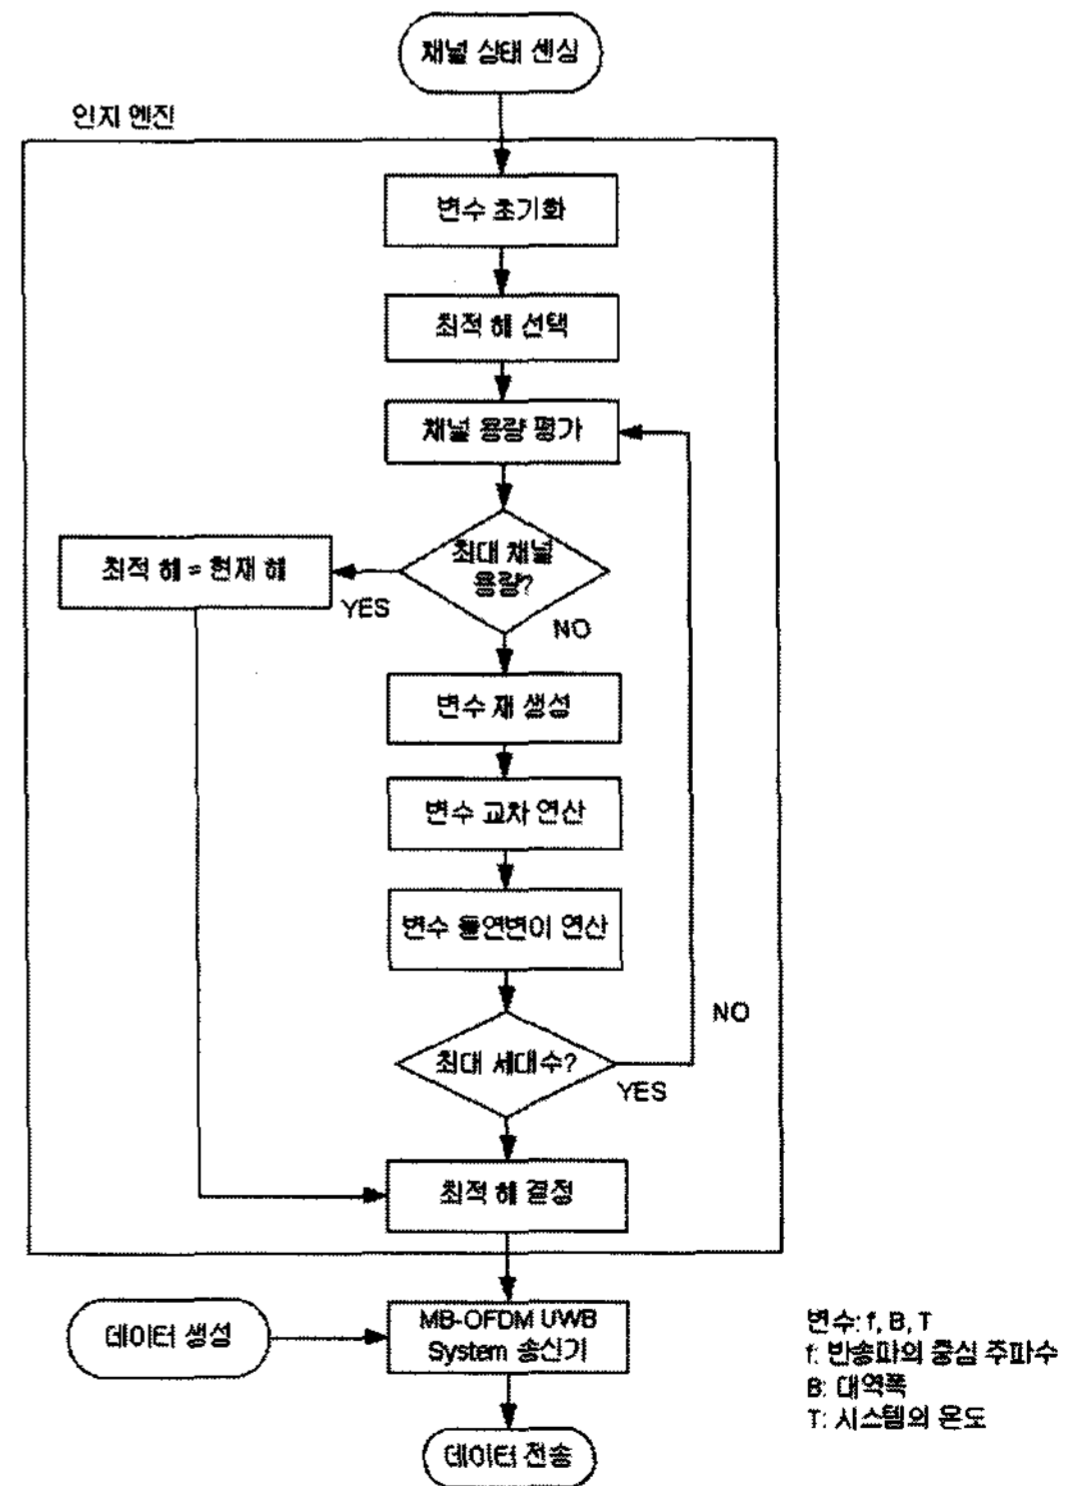 채널 상태 센싱
인지 엔진
변수 초기화
최적 해 선택
채널 용량 평가
최대 채널
용량?
최적 해 = 현재 해
YES
NO
변수 재 생성
변수 교차 연산
변수 돌연변이 연산
NO
최대 세대수?
YES
최적 해 결정
데이터 생성
MB-OFDM UWB
System 송신기
데이터 전송
변수: f, B, T
f: 반송파의 중심 주파수
B: 대역폭
T: 시스템의 온도